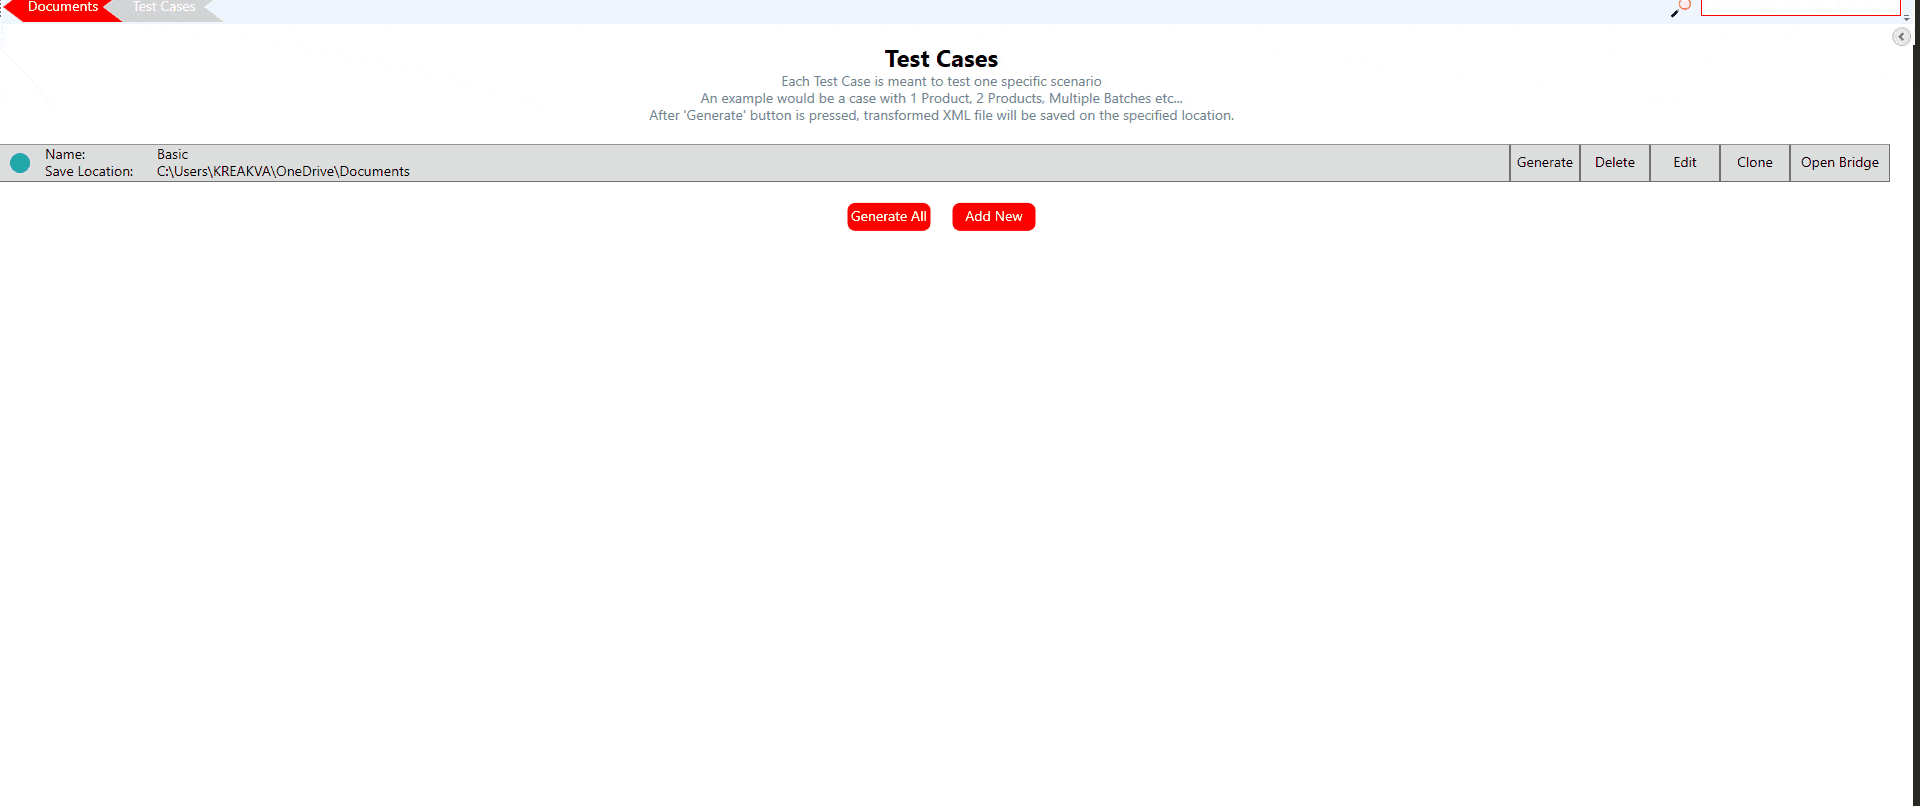 Documents Test Cases
Test Cases
Each Test Case is meant to test one specific scenario
An example would be a case with 1 Product, 2 Products, Multiple Batches etc...
After 'Generate' button is pressed, transformed XML file will be saved on the specified location.
Name: Basic
Save Location: C:\Users\KREAKVA\OneDrive\Documents
Generate Delete Edit Clone Open Bridge
Generate All Add New